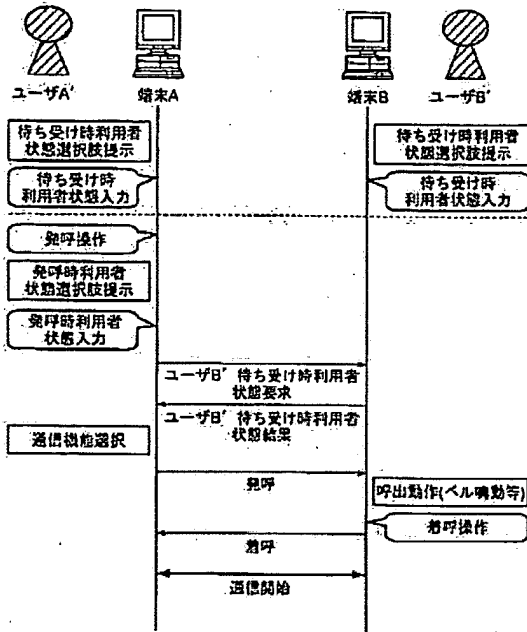 ユーザA'
端末A
端末B
ユーザB'
待ち受け時利用者
状態選択肢提示
待ち受け時利用者
状態選択肢提示
待ち受け時
利用者状態入力
待ち受け時
利用者状態入力
発呼操作
発呼時利用者
状態選択肢提示
発呼時利用者
状態入力
ユーザB' 待ち受け時利用者
状態要求
ユーザB' 待ち受け時利用者
状態結果
通信機能選択
発呼
呼出動作(ベル鳴動等)
着呼操作
着呼
通信開始